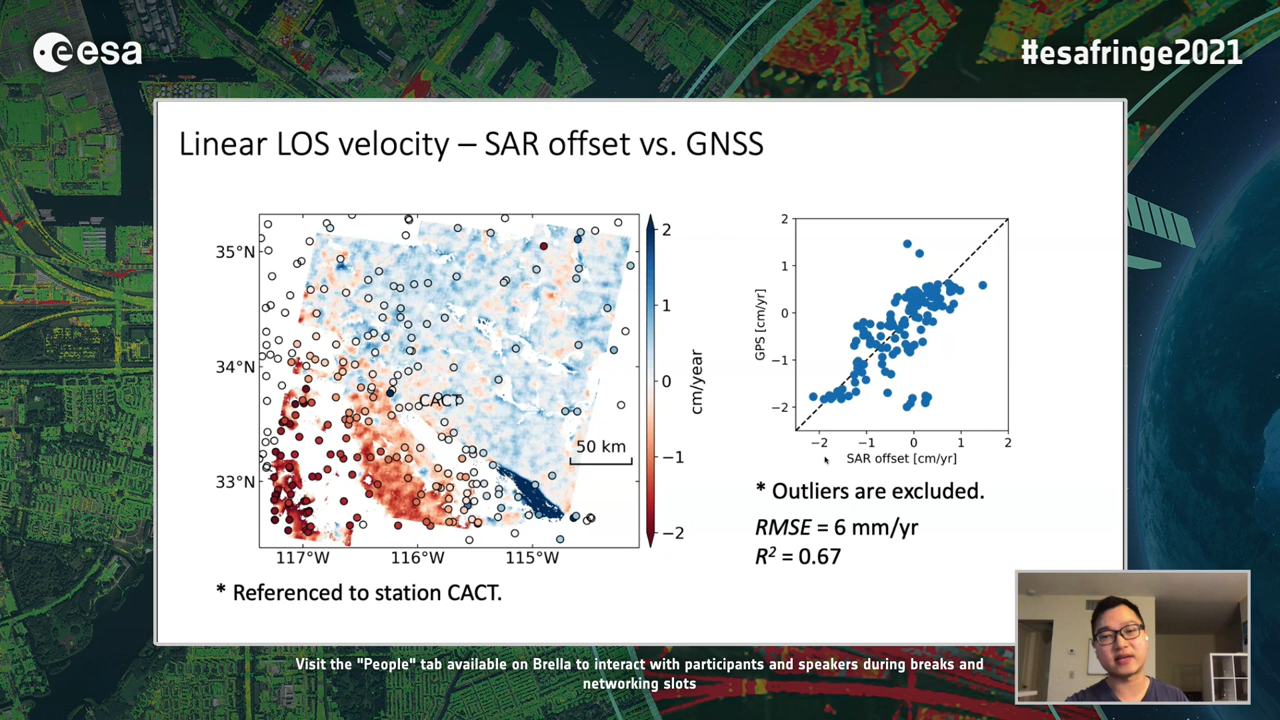 esa
#esafringe2021
Linear LOS velocity – SAR offset vs. GNSS
35°N
34°N
33°N
117°W
116°W
115°W
CACT
50 km
2
1
0
−1
−2
cm/year
* Referenced to station CACT.
2
1
0
−1
−2
GPS [cm/yr]
−2
−1
0
1
2
SAR offset [cm/yr]
* Outliers are excluded.
RMSE = 6 mm/yr
R² = 0.67
Visit the "People" tab available on Brella to interact with participants and speakers during breaks and
networking slots